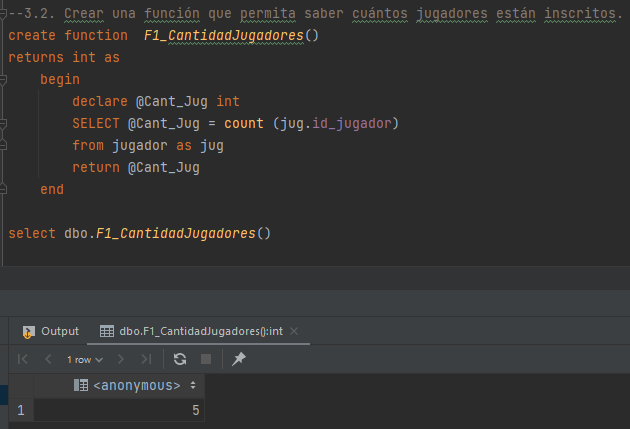 --3.2. Crear una función que permita saber cuántos jugadores están inscritos.
create function  F1_CantidadJugadores()
returns int as
    begin
        declare @Cant_Jug int
        SELECT @Cant_Jug = count (jug.id_jugador)
        from jugador as jug
        return @Cant_Jug
    end
select dbo.F1_CantidadJugadores()
Output dbo.F1_CantidadJugadores():int
1 row
<anonymous>
1 5